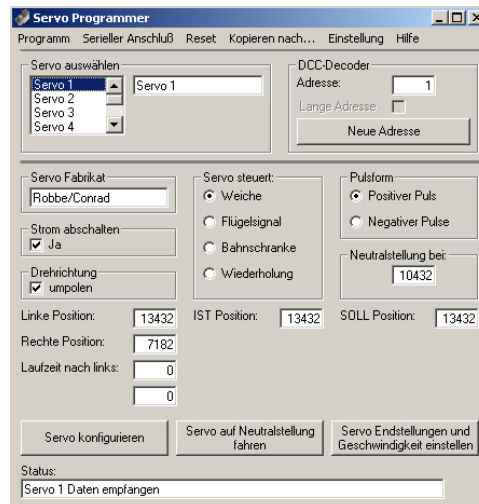 Servo Programmer
Programm Serieller Anschluß Reset Kopieren nach... Einstellung Hilfe
Servo auswählen
Servo 1
Servo 2
Servo 3
Servo 4
Servo 1
DCC-Decoder
Adresse: 1
Lange Adresse
Neue Adresse
Servo Fabrikat
Robbe/Conrad
Strom abschalten
Ja
Drehrichtung
umpolen
Servo steuert:
Weiche
Flügelsignal
Bahnschranke
Wiederholung
Pulsform
Positiver Puls
Negativer Pulse
Neutralstellung bei:
10432
Linke Position: 13432 IST Position: 13432 SOLL Position: 13432
Rechte Position: 7182
Laufzeit nach links: 0
0
Servo konfigurieren
Servo auf Neutralstellung
fahren
Servo Endstellungen und
Geschwindigkeit einstellen
Status:
Servo 1 Daten empfangen